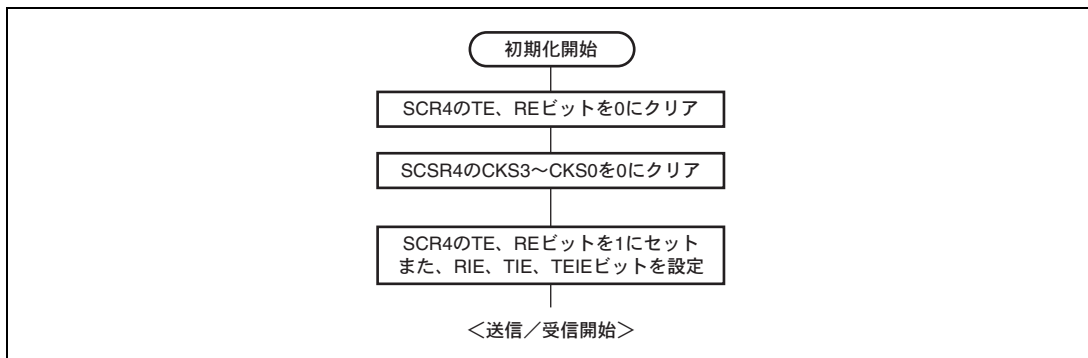 初期化開始
SCR4のTE、REビットを0にクリア
SCSR4のCKS3～CKS0を0にクリア
SCR4のTE、REビットを1にセット
また、RIE、TIE、TEIEビットを設定
＜送信／受信開始＞